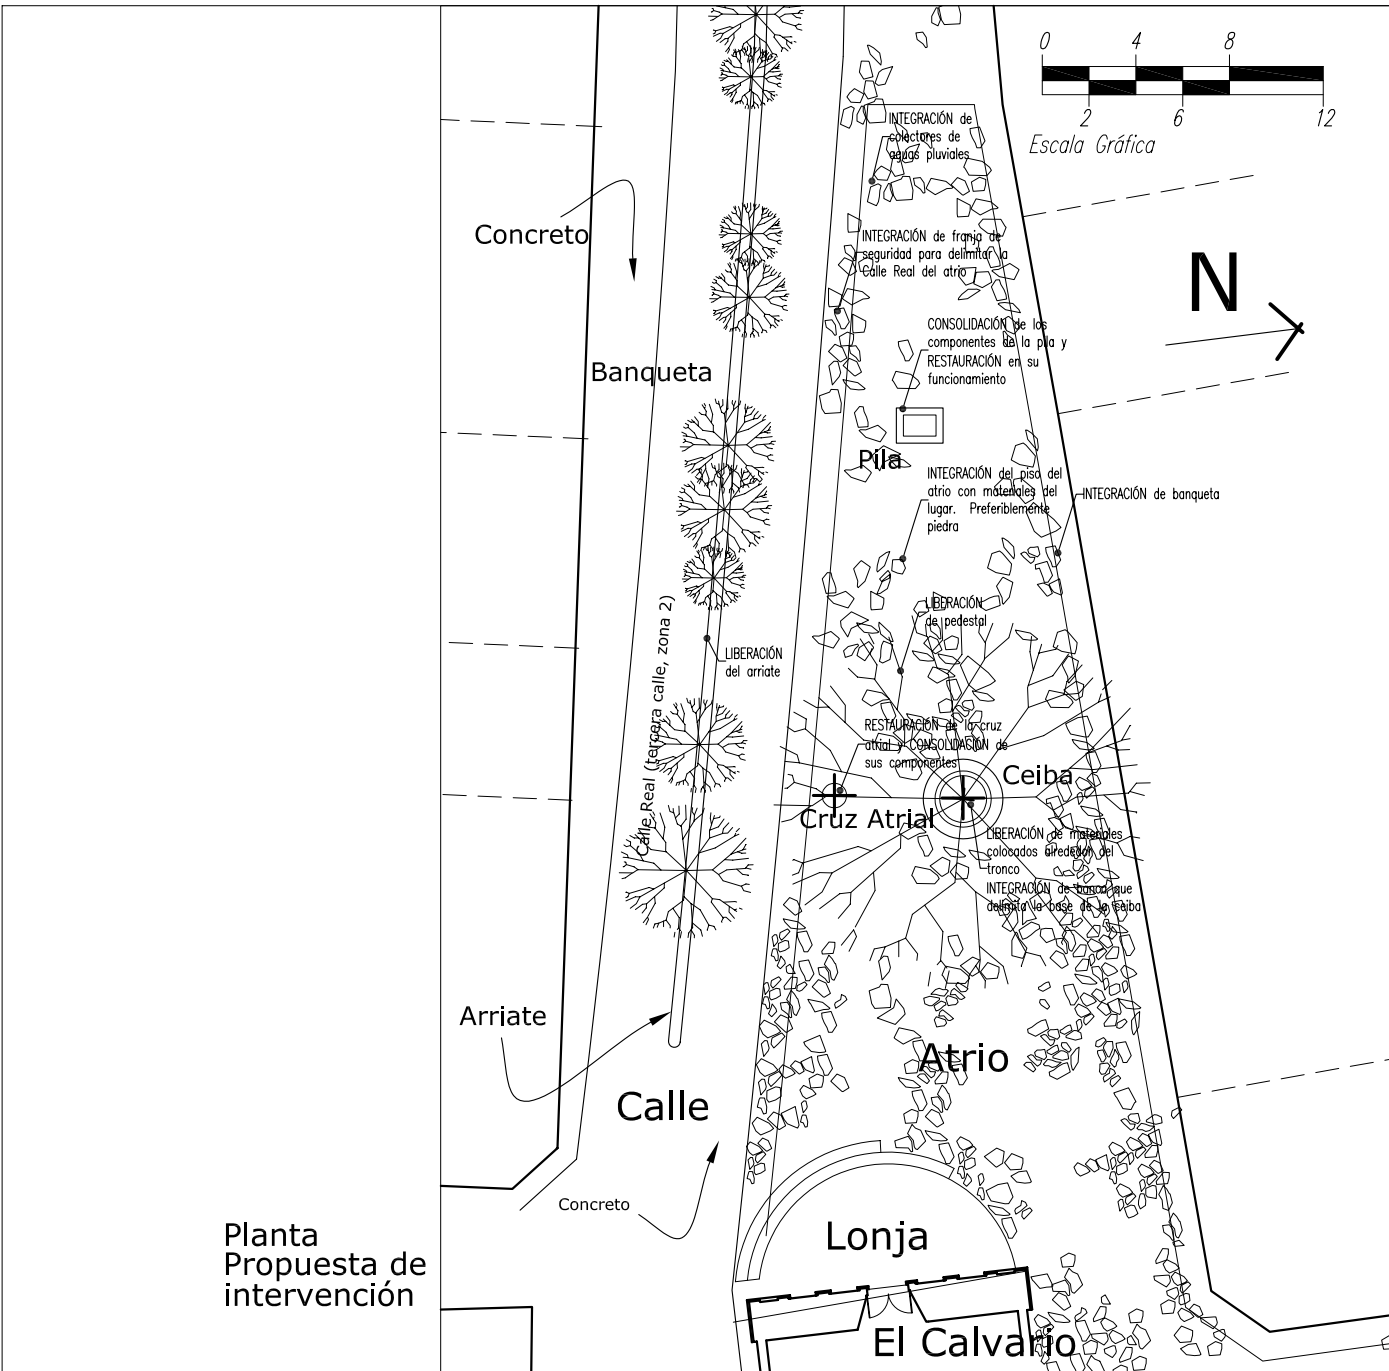 0 4 8
2 6 12
Escala Gráfica
INTEGRACIÓN de
colectores de
aguas pluviales
Concreto
INTEGRACIÓN de franja de
seguridad para delimitar la
Calle Real del atrio
N
CONSOLIDACIÓN de los
componentes de la pila y
RESTAURACIÓN en su
funcionamiento
Banqueta
Pila
INTEGRACIÓN del piso del
atrio con materiales del
lugar. Preferiblemente
piedra
INTEGRACIÓN de banqueta
LIBERACIÓN
de pedestal
Calle Real (tercera calle, zona 2)
LIBERACIÓN
del arriate
RESTAURACIÓN de la cruz
atrial y CONSOLIDACIÓN de
sus componentes
Ceiba
Cruz Atrial
LIBERACIÓN de materiales
colocados alrededor del
tronco
INTEGRACIÓN de banca que
delimita la base de la ceiba
Arriate
Atrio
Calle
Concreto
Lonja
Planta
Propuesta de
intervención
El Calvario